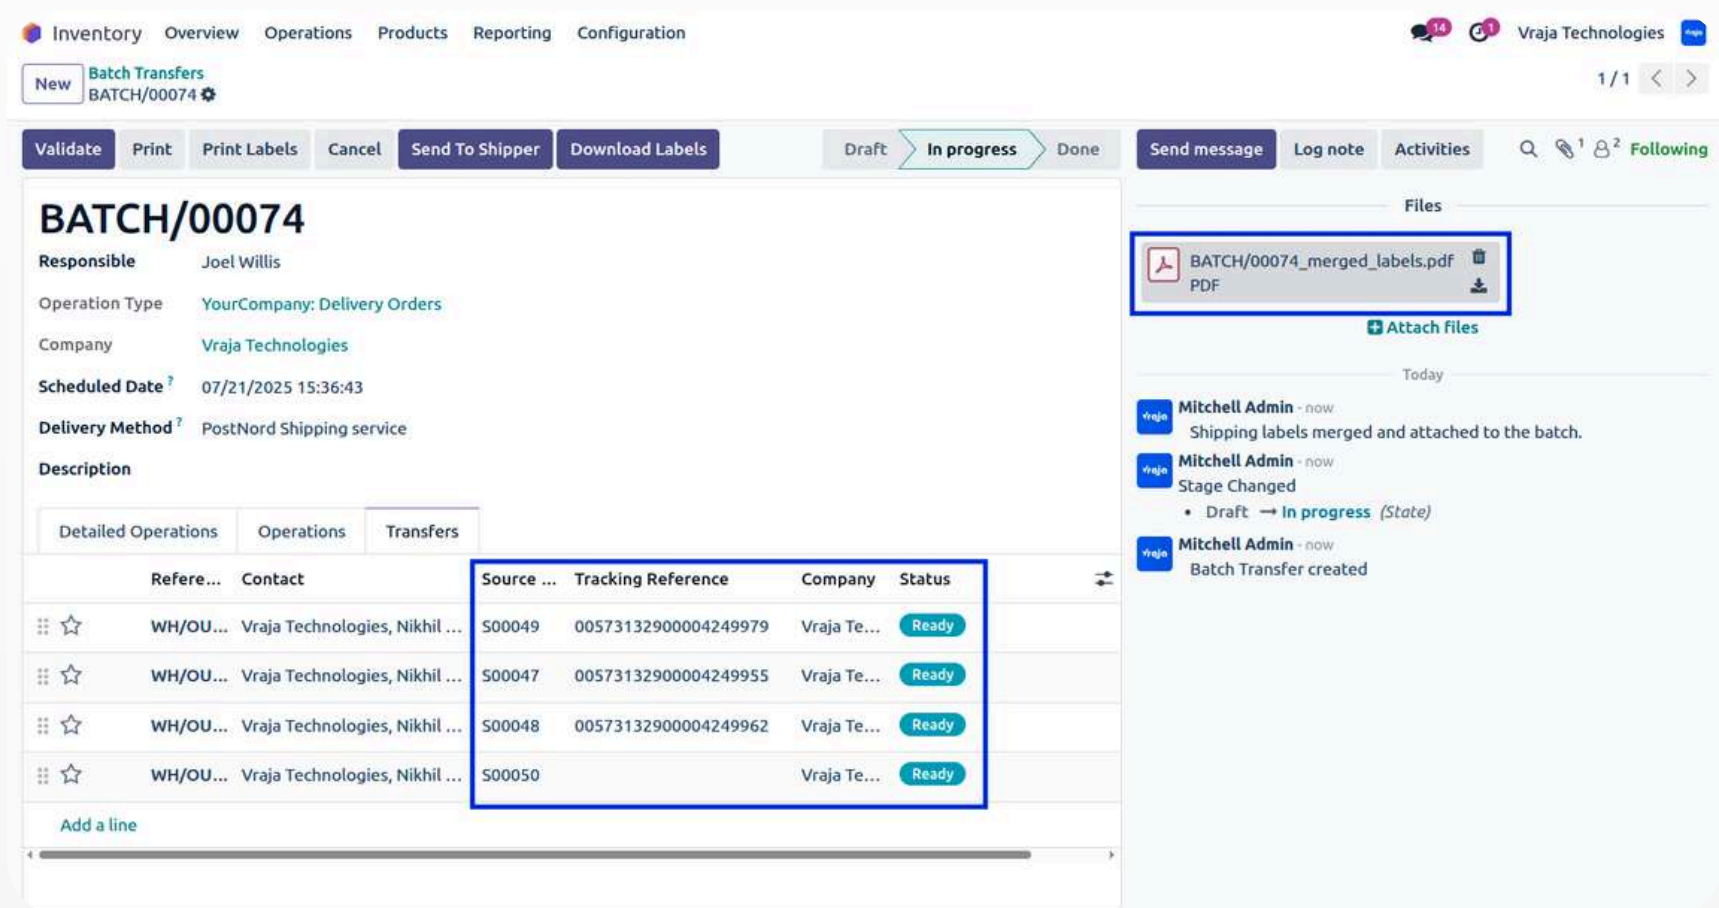 Inventory Overview Operations Products Reporting Configuration 14 1 Vraja Technologies
New Batch Transfers
BATCH/00074
1 / 1
Validate Print Print Labels Cancel Send To Shipper Download Labels Draft In progress Done Send message Log note Activities 1 2 Following
BATCH/00074
Responsible Joel Willis
Operation Type YourCompany: Delivery Orders
Company Vraja Technologies
Scheduled Date ? 07/21/2025 15:36:43
Delivery Method ? PostNord Shipping service
Description
Detailed Operations Operations Transfers
Refere... Contact Source ... Tracking Reference Company Status
WH/OU... Vraja Technologies, Nikhil ... S00049 00573132900004249979 Vraja Te... Ready
WH/OU... Vraja Technologies, Nikhil ... S00047 00573132900004249955 Vraja Te... Ready
WH/OU... Vraja Technologies, Nikhil ... S00048 00573132900004249962 Vraja Te... Ready
WH/OU... Vraja Technologies, Nikhil ... S00050 Vraja Te... Ready
Add a line
Files
BATCH/00074_merged_labels.pdf
PDF
Attach files
Today
Vraja Mitchell Admin - now
Shipping labels merged and attached to the batch.
Vraja Mitchell Admin - now
Stage Changed
• Draft → In progress (State)
Vraja Mitchell Admin - now
Batch Transfer created